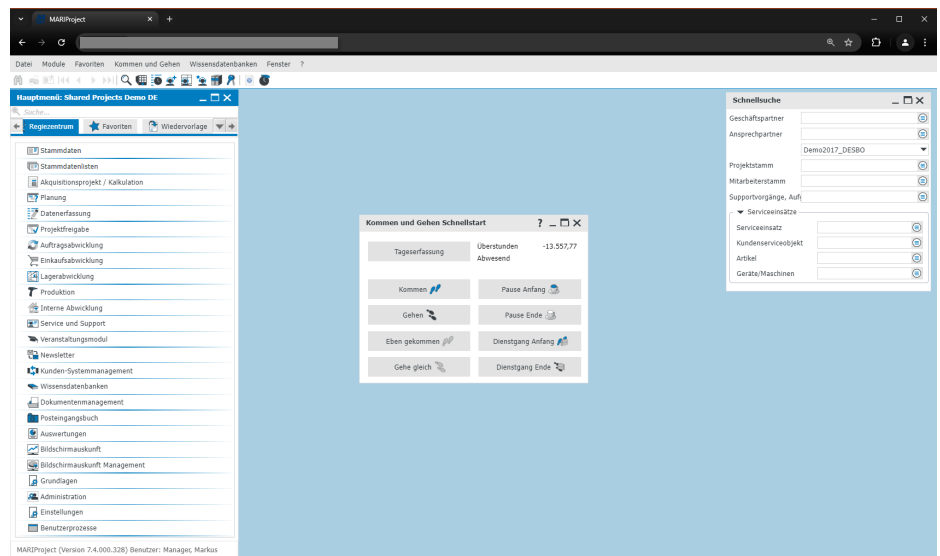 MARIProject
Datei Module Favoriten Kommen und Gehen Wissensdatenbanken Fenster ?
Hauptmenü: Shared Projects Demo DE
Suche...
Regiezentrum Favoriten Wiedervorlage
Stammdaten
Stammdatenlisten
Akquisitionsprojekt / Kalkulation
Planung
Datenerfassung
Projektfreigabe
Auftragsabwicklung
Einkaufsabwicklung
Lagerabwicklung
Produktion
Interne Abwicklung
Service und Support
Veranstaltungsmodul
Newsletter
Kunden-Systemmanagement
Wissensdatenbanken
Dokumentenmanagement
Posteingangsbuch
Auswertungen
Bildschirmauskunft
Bildschirmauskunft Management
Grundlagen
Administration
Einstellungen
Benutzerprozesse
MARIProject (Version 7.4.000.328) Benutzer: Manager, Markus
Kommen und Gehen Schnellstart ?
Tageserfassung
Überstunden -13.557,77
Abwesend
Kommen Pause Anfang
Gehen Pause Ende
Eben gekommen Dienstgang Anfang
Gehe gleich Dienstgang Ende
Schnellsuche
Geschäftspartner
Ansprechpartner
Demo2017_DESBO
Projektstamm
Mitarbeiterstamm
Supportvorgänge, Auf
Serviceeinsätze
Serviceeinsatz
Kundenserviceobjekt
Artikel
Geräte/Maschinen